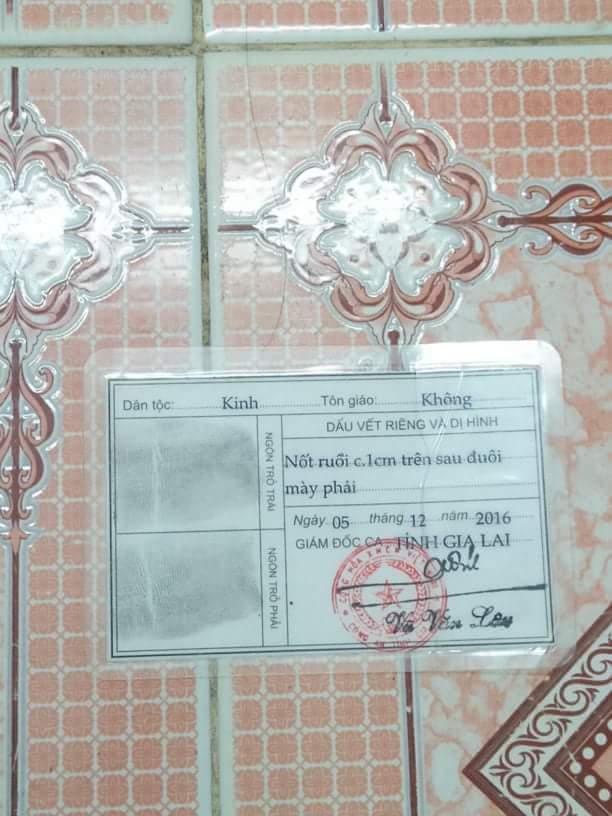 Dân tộc: Kinh Tôn giáo: Không
DẤU VẾT RIÊNG VÀ DỊ HÌNH
NGÓN TRỎ TRÁI
Nốt ruồi c.1cm trên sau đuôi
mày phải
NGÓN TRỎ PHẢI
Ngày 05 tháng 12 năm 2016
GIÁM ĐỐC CA TỈNH GIA LAI
Vũ Văn